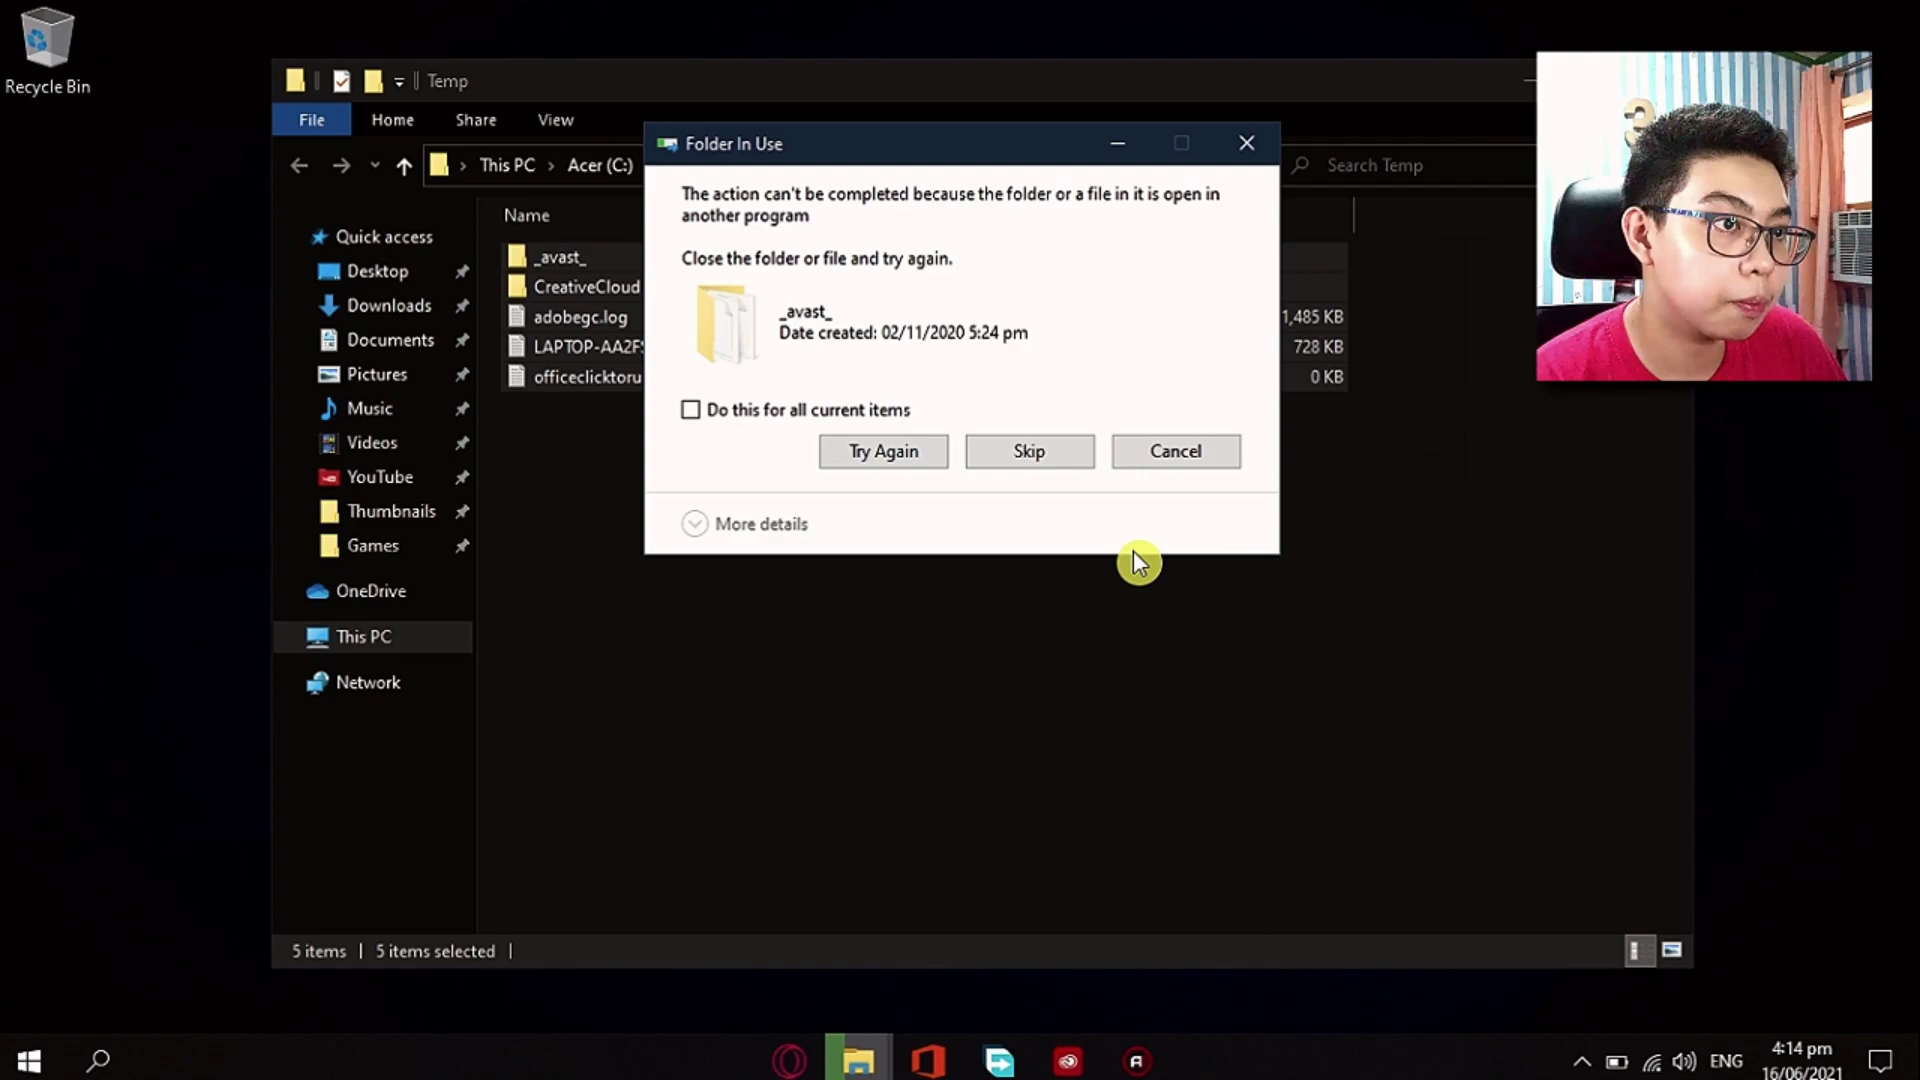 Recycle Bin
Temp
File Home Share View
This PC > Acer (C:)
Search Temp
Name
Quick access
Desktop
Downloads
Documents
Pictures
Music
Videos
YouTube
Thumbnails
Games
OneDrive
This PC
Network
_avast_
CreativeCloud
adobegc.log 1,485 KB
LAPTOP-AA2F 728 KB
officeclicktoru 0 KB
Folder In Use
The action can't be completed because the folder or a file in it is open in
another program
Close the folder or file and try again.
_avast_
Date created: 02/11/2020 5:24 pm
Do this for all current items
Try Again Skip Cancel
More details
5 items | 5 items selected |
ENG
4:14 pm
16/06/2021